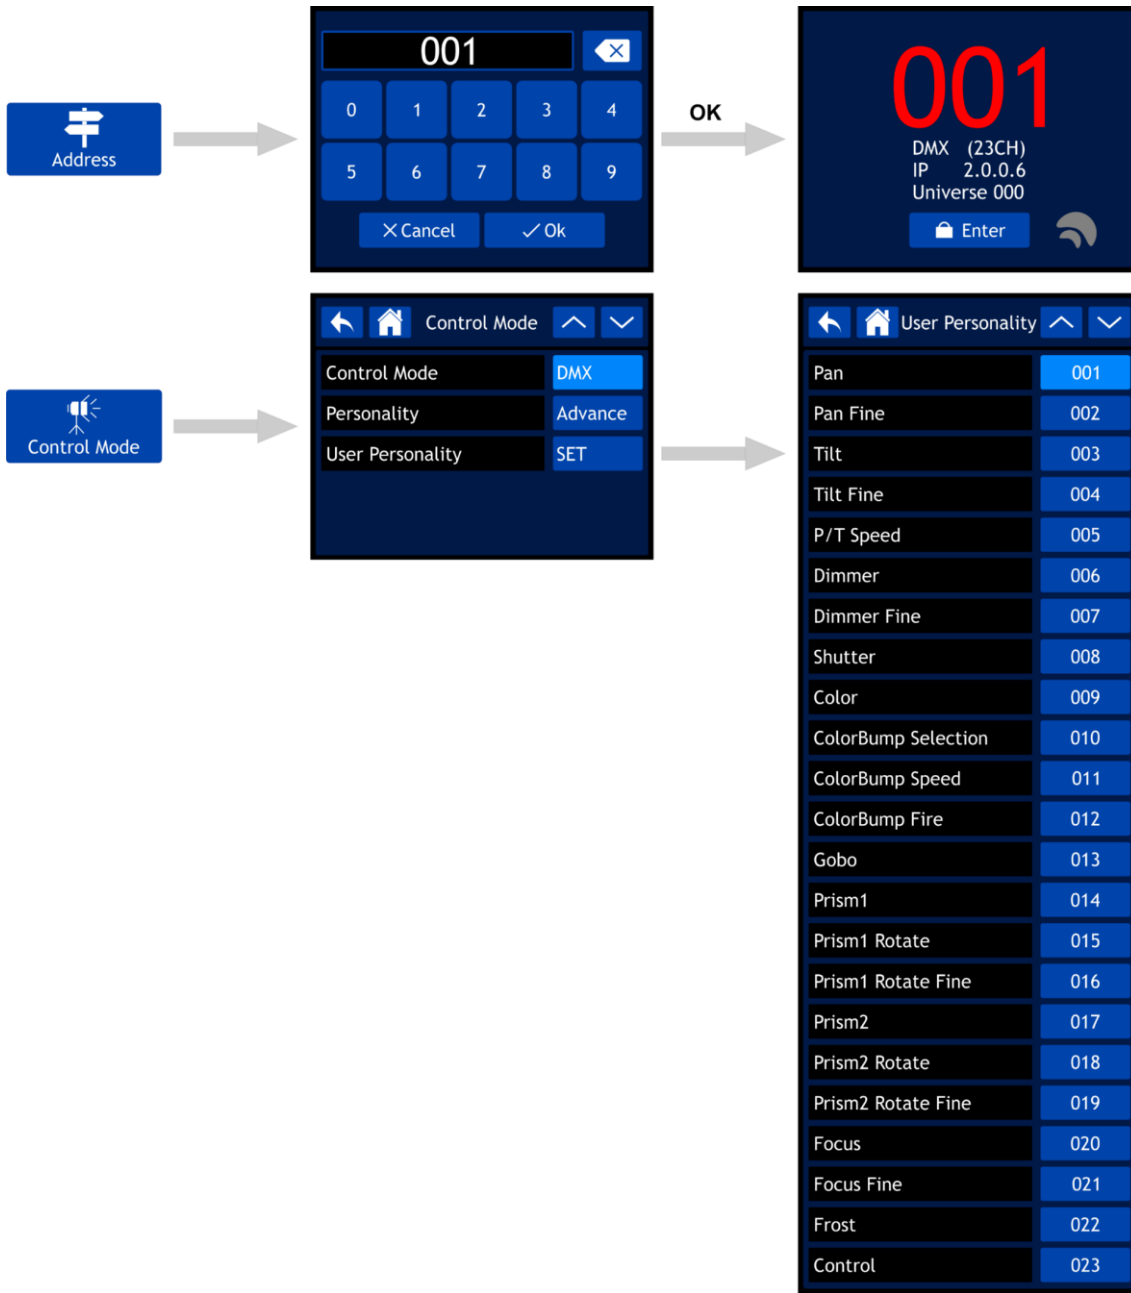 Address
001
0 1 2 3 4
5 6 7 8 9
Cancel Ok
OK
001
DMX (23CH)
IP 2.0.0.6
Universe 000
Enter
Control Mode
Control Mode
Control Mode DMX
Personality Advance
User Personality SET
User Personality
Pan 001
Pan Fine 002
Tilt 003
Tilt Fine 004
P/T Speed 005
Dimmer 006
Dimmer Fine 007
Shutter 008
Color 009
ColorBump Selection 010
ColorBump Speed 011
ColorBump Fire 012
Gobo 013
Prism1 014
Prism1 Rotate 015
Prism1 Rotate Fine 016
Prism2 017
Prism2 Rotate 018
Prism2 Rotate Fine 019
Focus 020
Focus Fine 021
Frost 022
Control 023